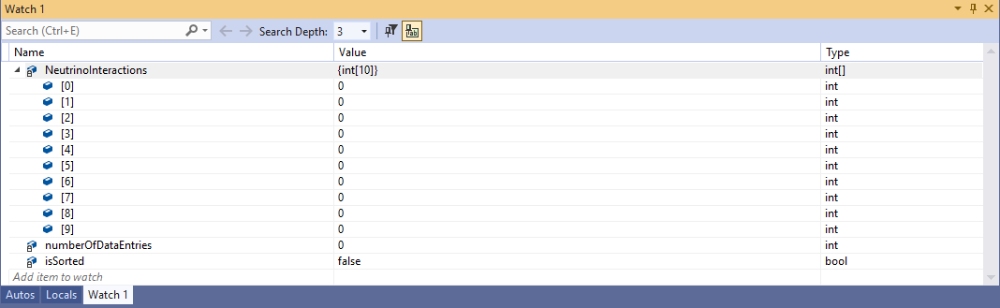 Watch 1
Search (Ctrl+E) Search Depth: 3
Name Value Type
NeutrinoInteractions {int[10]} int[]
[0] 0 int
[1] 0 int
[2] 0 int
[3] 0 int
[4] 0 int
[5] 0 int
[6] 0 int
[7] 0 int
[8] 0 int
[9] 0 int
numberOfDataEntries 0 int
isSorted false bool
Add item to watch
Autos Locals Watch 1